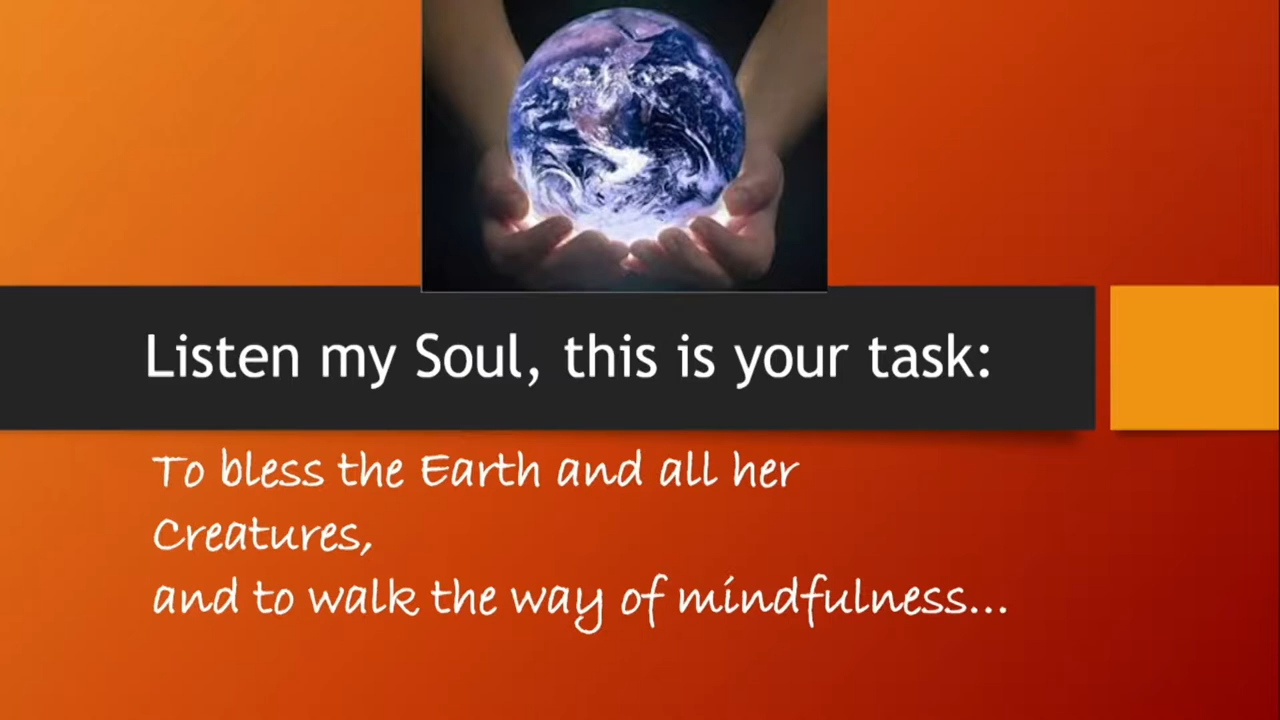 Listen my Soul, this is your task:
To bless the Earth and all her
Creatures,
and to walk the way of mindfulness...